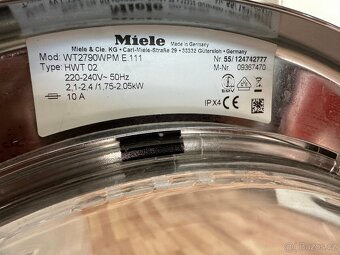 Miele Made in Germany
Miele & Cie. KG • Carl-Miele-Straße 29 • 33332 Gütersloh • Germany
Mod: WT2790WPM E.111 Nr. 55/124742777
Type: HWT 02 M-Nr. 09367470
220-240V~ 50Hz
2,1-2,4 / 1,75-2,05kW
10 A
IPX4